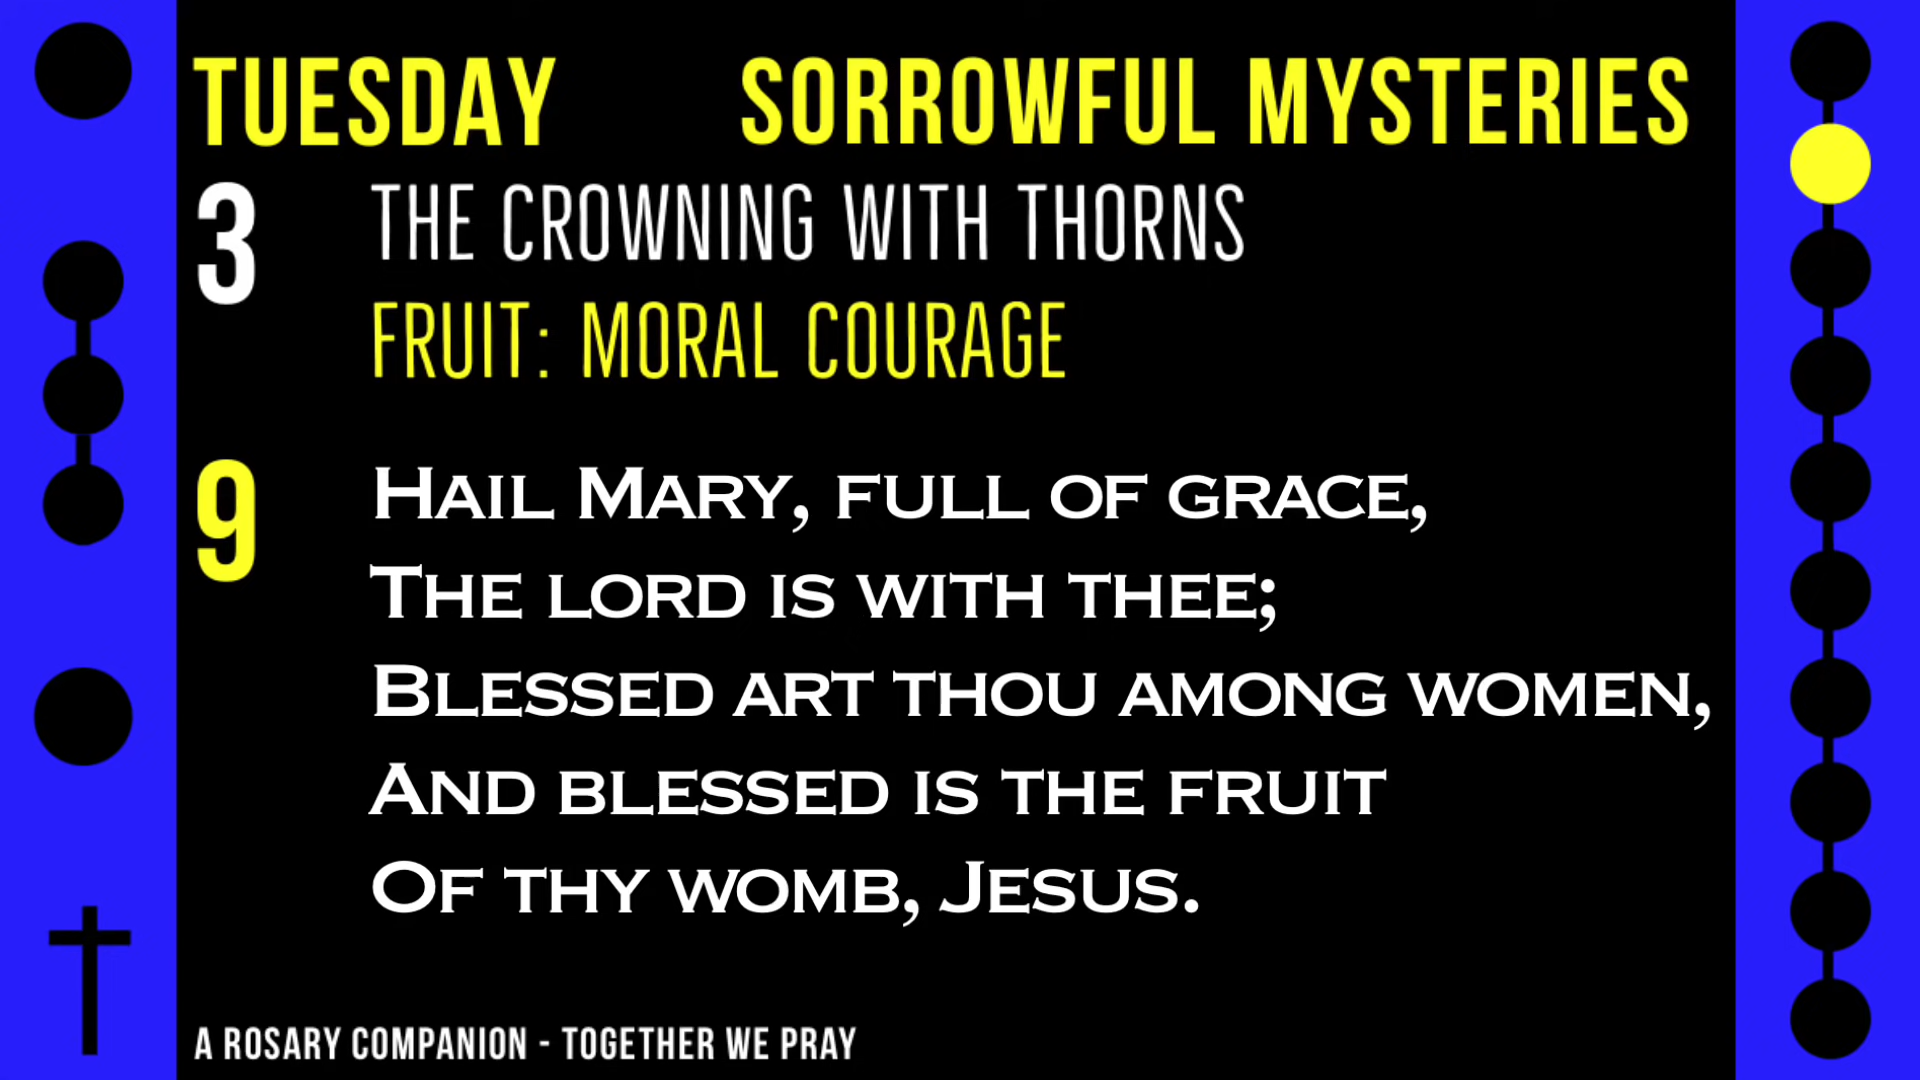 TUESDAY SORROWFUL MYSTERIES
3 THE CROWNING WITH THORNS
FRUIT: MORAL COURAGE
9 Hail Mary, full of grace,
The lord is with thee;
Blessed art thou among women,
And blessed is the fruit
Of thy womb, Jesus.
A ROSARY COMPANION - TOGETHER WE PRAY